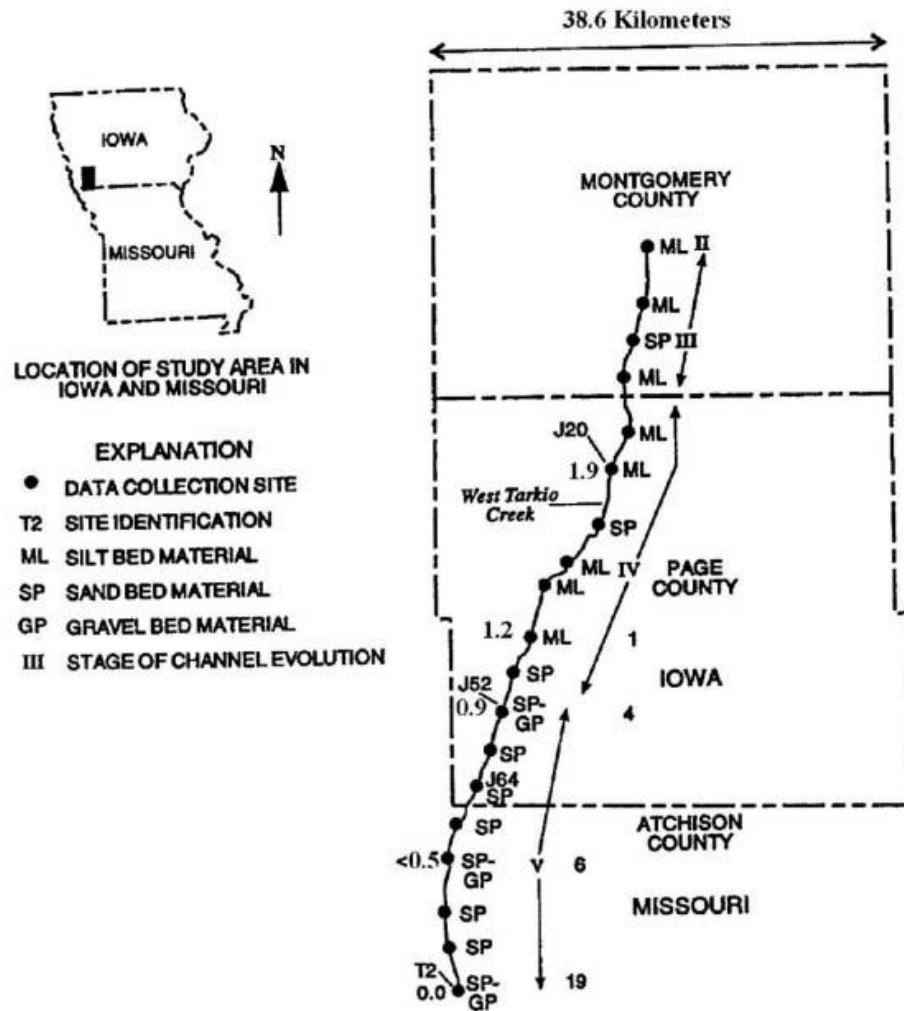 38.6 Kilometers
IOWA
MISSOURI
N
LOCATION OF STUDY AREA IN
IOWA AND MISSOURI
EXPLANATION
DATA COLLECTION SITE
T2 SITE IDENTIFICATION
ML SILT BED MATERIAL
SP SAND BED MATERIAL
GP GRAVEL BED MATERIAL
III STAGE OF CHANNEL EVOLUTION
MONTGOMERY
COUNTY
ML II
ML
SP III
ML
ML
J20
1.9 ML
West Tarkio
Creek
SP
ML IV
PAGE
COUNTY
ML
1.2 ML 1
SP
IOWA
J52
0.9 SP-
GP
4
SP
J64
SP
SP
ATCHISON
COUNTY
<0.5 SP-
GP
V 6
SP
MISSOURI
SP
T2
0.0 SP-
GP
19